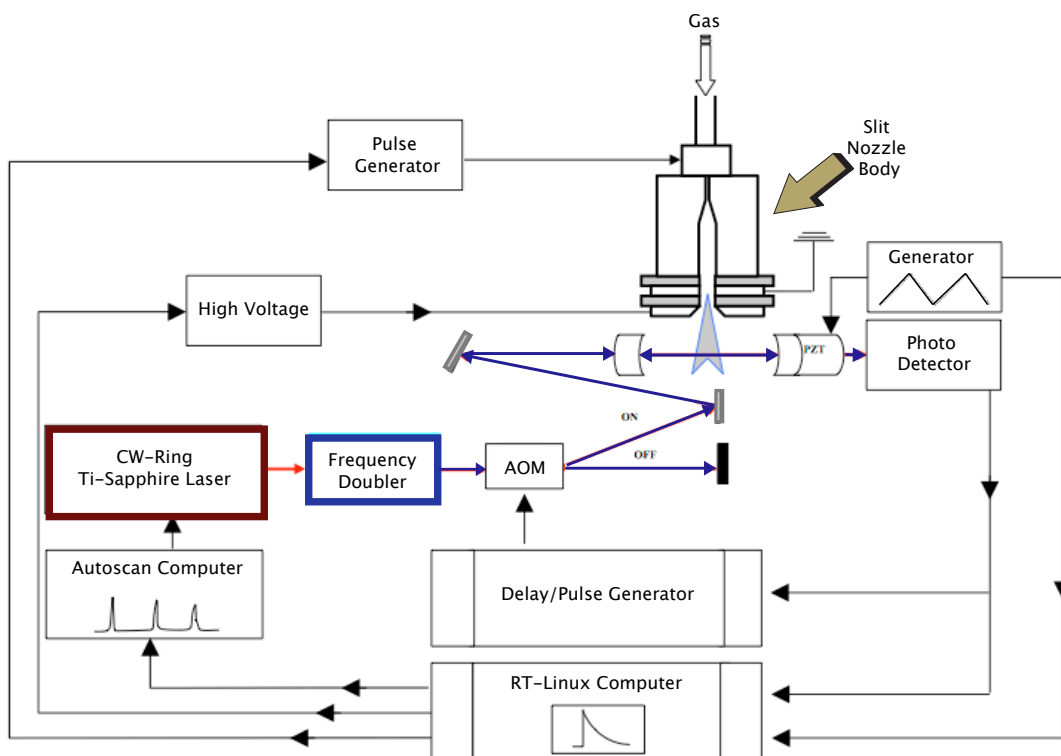 Gas
Slit
Nozzle
Body
Pulse
Generator
Generator
High Voltage
PZT
Photo
Detector
ON
OFF
CW-Ring
Ti-Sapphire Laser
Frequency
Doubler
AOM
Autoscan Computer
Delay/Pulse Generator
RT-Linux Computer